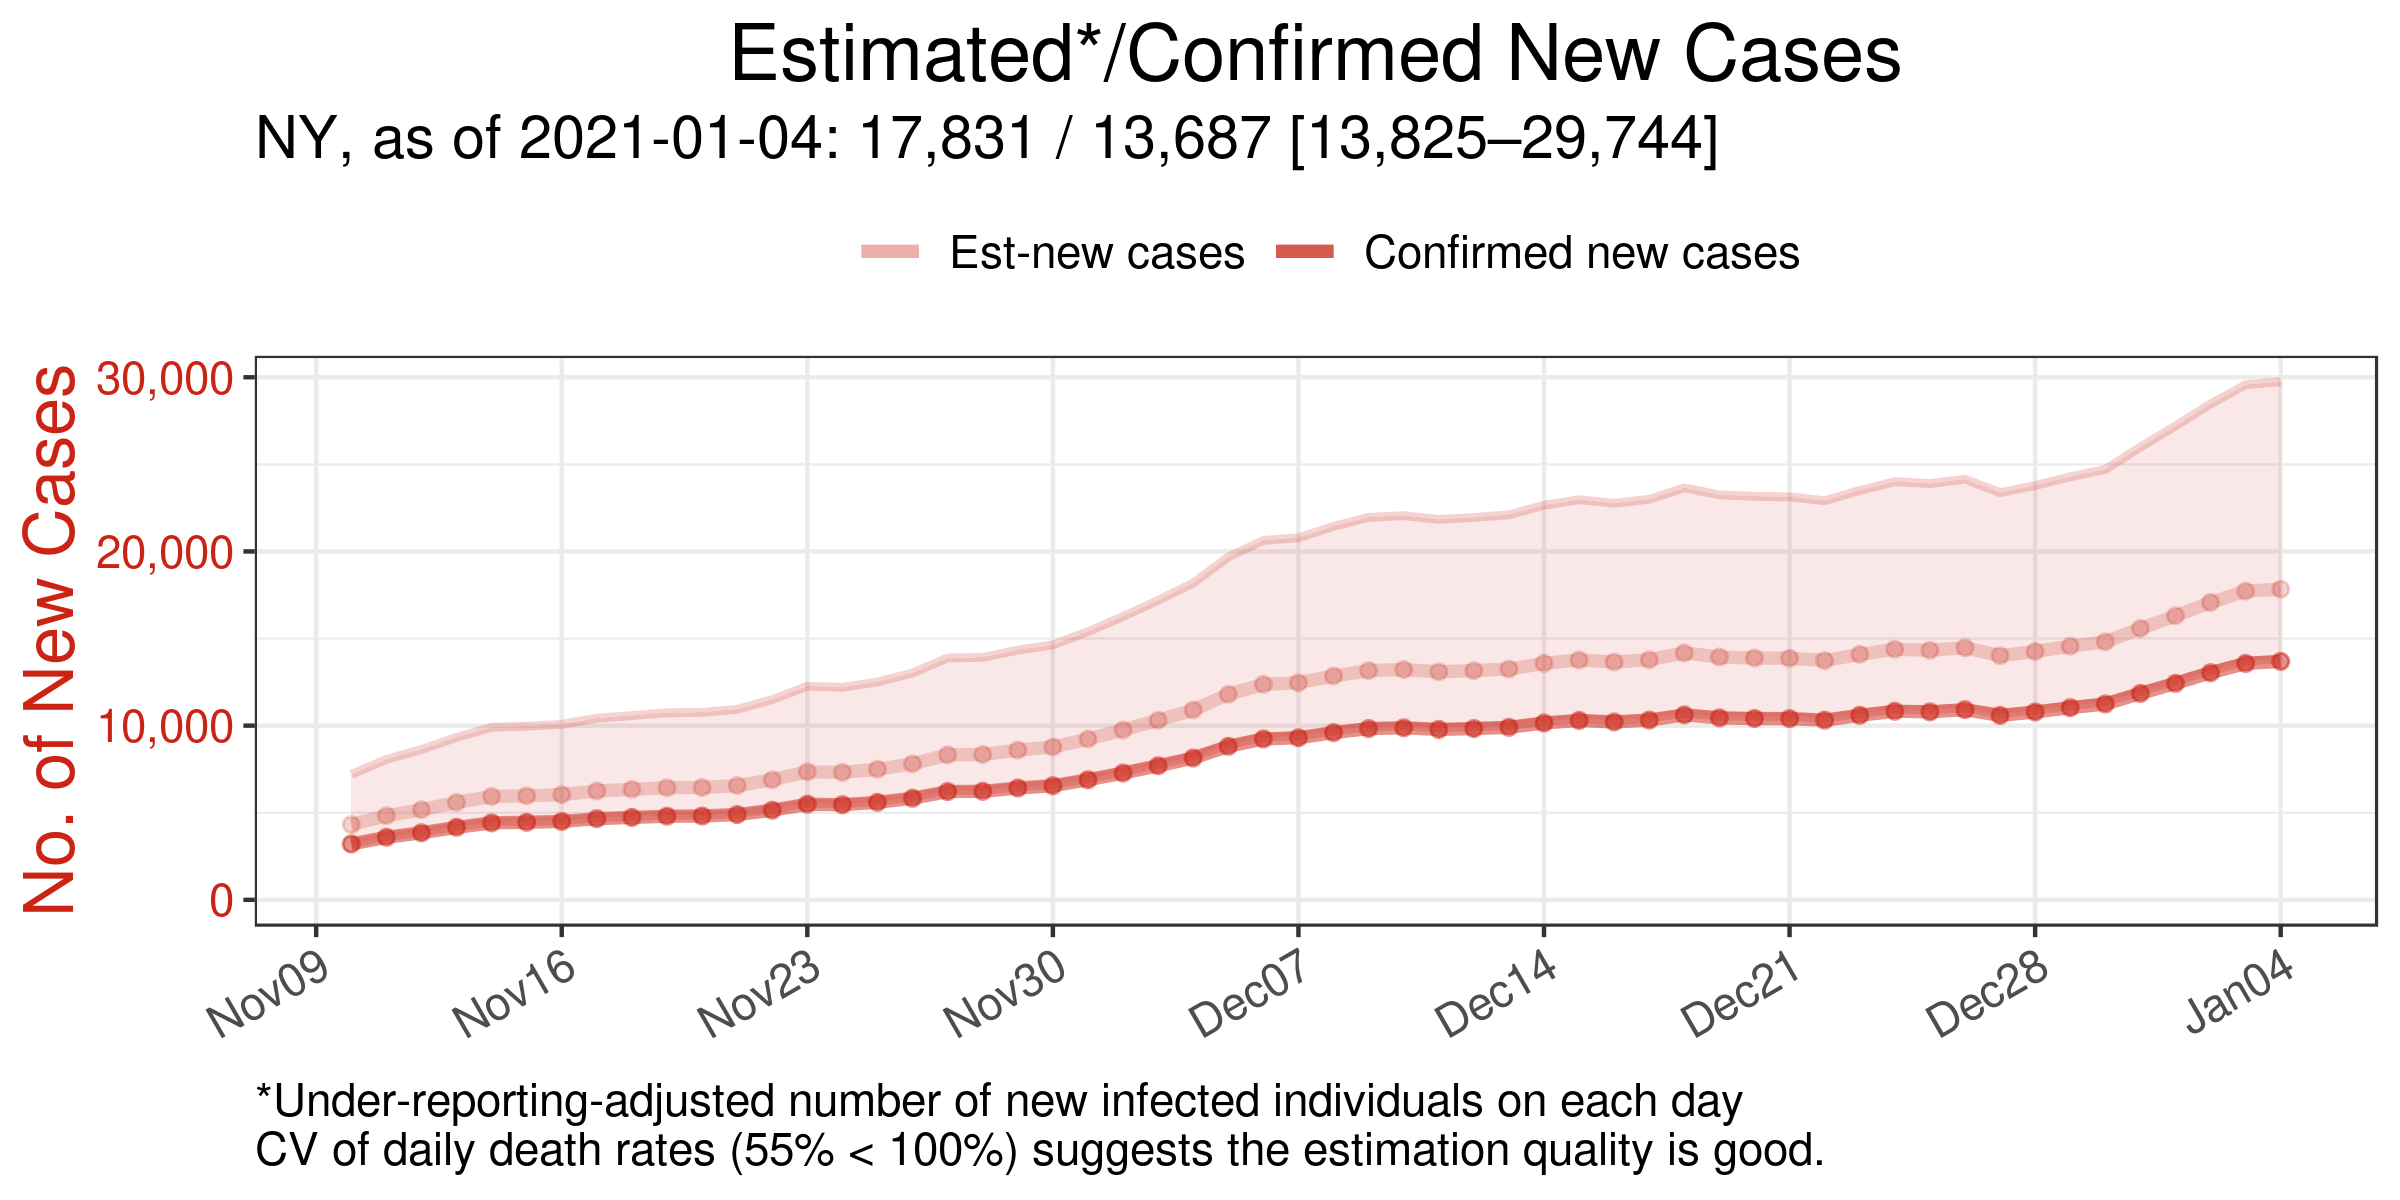 Estimated*/Confirmed New Cases
NY, as of 2021-01-04: 17,831 / 13,687 [13,825–29,744]
Est-new cases
Confirmed new cases
No. of New Cases
30,000
20,000
10,000
0
Nov09
Nov16
Nov23
Nov30
Dec07
Dec14
Dec21
Dec28
Jan04
*Under-reporting-adjusted number of new infected individuals on each day
CV of daily death rates (55% < 100%) suggests the estimation quality is good.